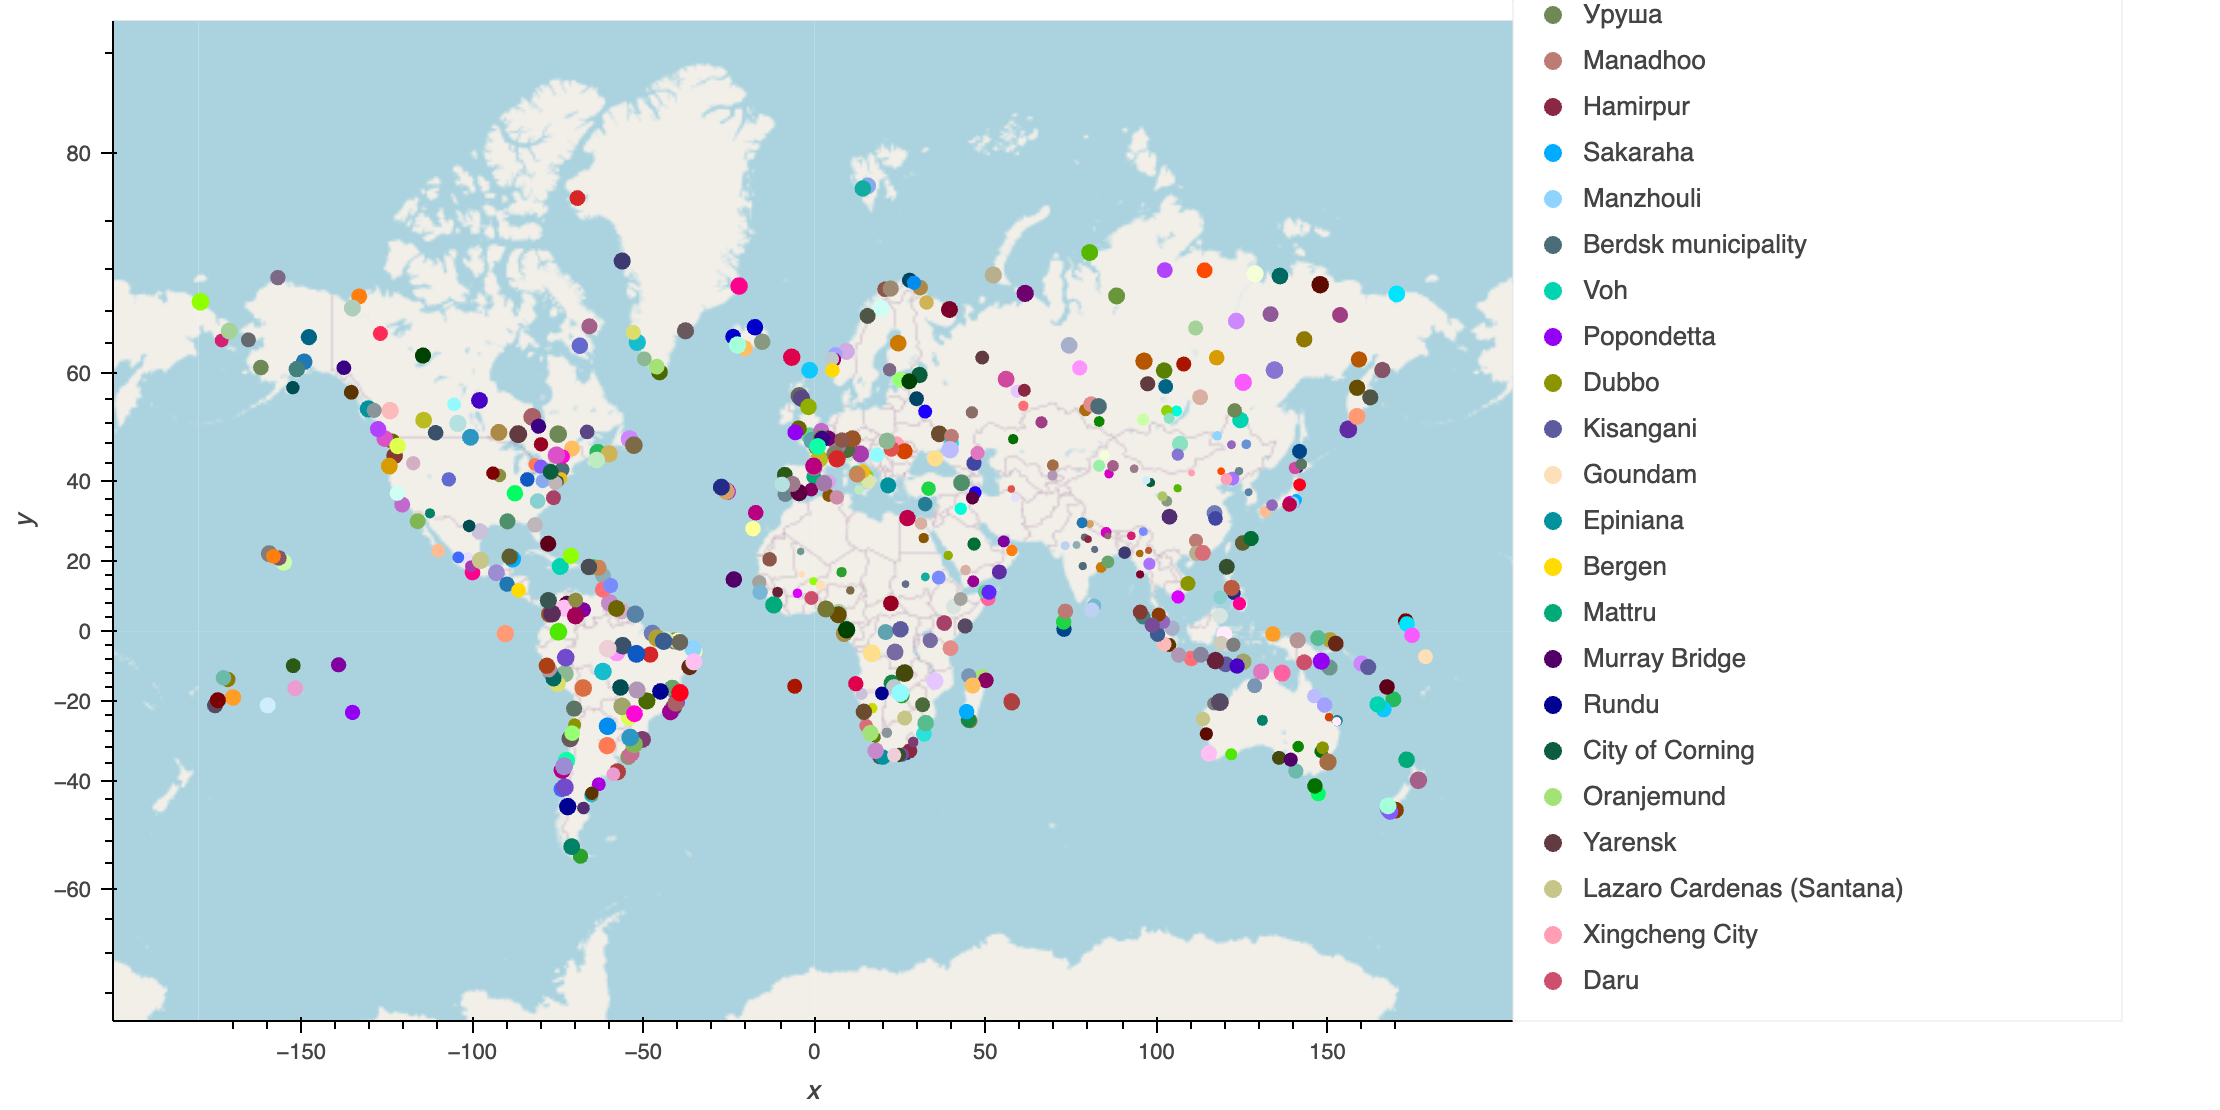 Уруша
Manadhoo
Hamirpur
Sakaraha
Manzhouli
Berdsk municipality
Voh
Popondetta
Dubbo
Kisangani
Goundam
Epiniana
Bergen
Mattru
Murray Bridge
Rundu
City of Corning
Oranjemund
Yarensk
Lazaro Cardenas (Santana)
Xingcheng City
Daru
80
60
40
20
0
−20
−40
−60
y
−150 −100 −50 0 50 100 150
x